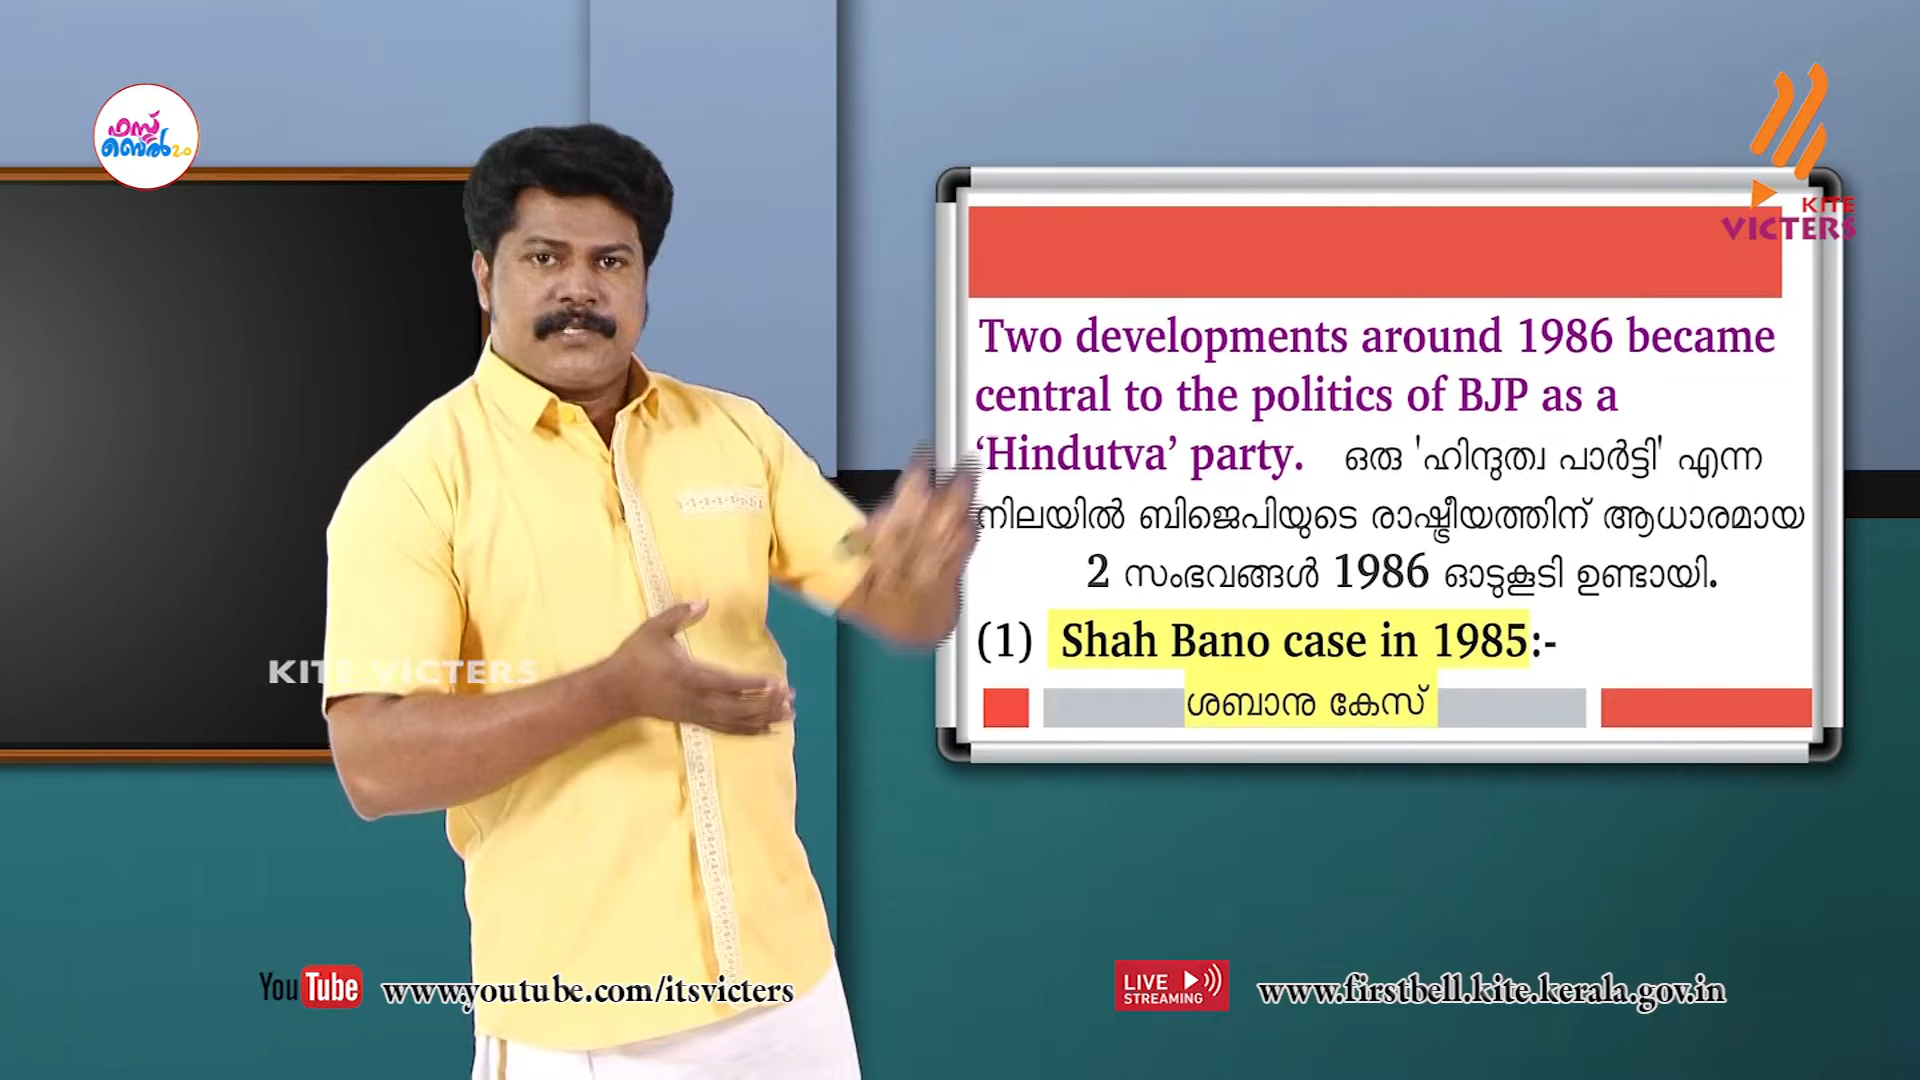 ഫസ്റ്റ്
ബെൽ 2.0
KITE
VICTERS
Two developments around 1986 became
central to the politics of BJP as a
‘Hindutva’ party. ഒരു 'ഹിന്ദുത്വ പാർട്ടി' എന്ന
നിലയിൽ ബിജെപിയുടെ രാഷ്ട്രീയത്തിന് ആധാരമായ
2 സംഭവങ്ങൾ 1986 ഓടുകൂടി ഉണ്ടായി.
(1) Shah Bano case in 1985:-
ശബാനു കേസ്
KITE VICTERS
YouTube www.youtube.com/itsvicters
LIVE
STREAMING
www.firstbell.kite.kerala.gov.in